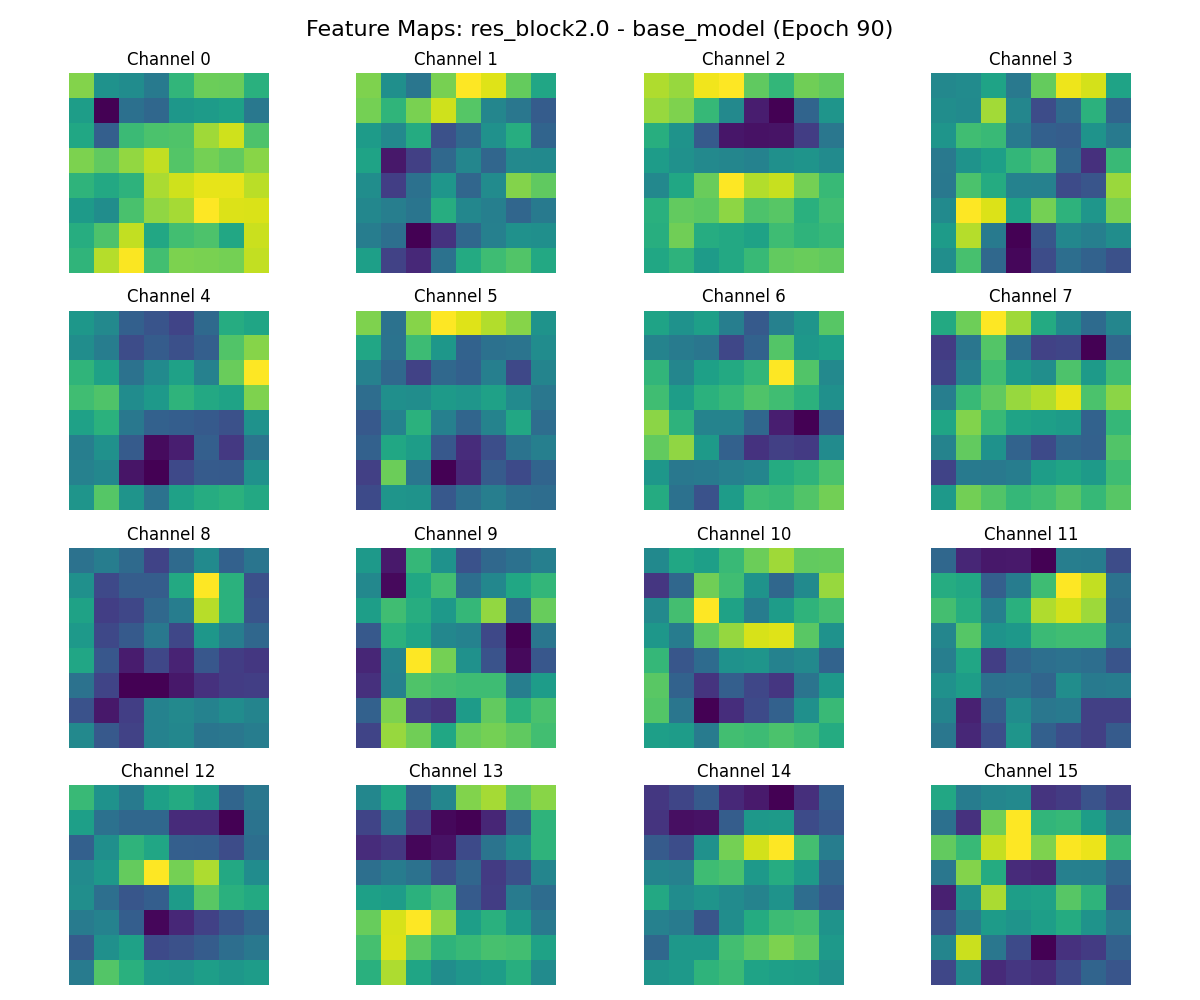 Feature Maps: res_block2.0 - base_model (Epoch 90)
Channel 0
Channel 1
Channel 2
Channel 3
Channel 4
Channel 5
Channel 6
Channel 7
Channel 8
Channel 9
Channel 10
Channel 11
Channel 12
Channel 13
Channel 14
Channel 15